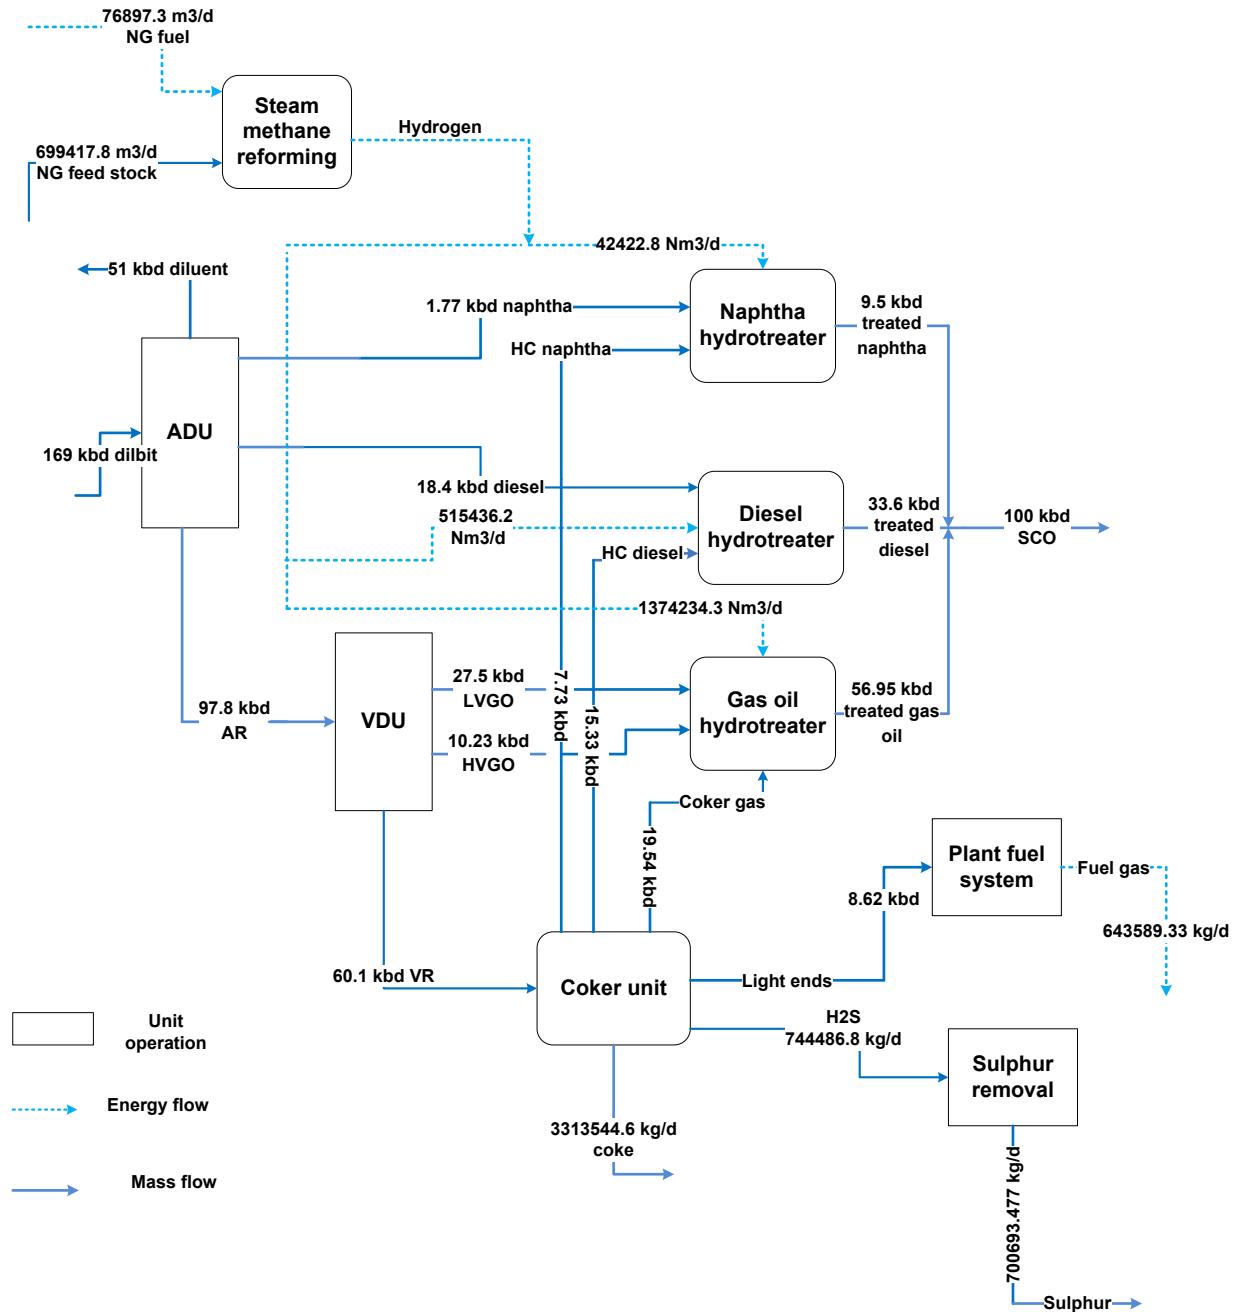 76897.3 m3/d
NG fuel
Steam
methane
reforming
Hydrogen
699417.8 m3/d
NG feed stock
42422.8 Nm3/d
51 kbd diluent
1.77 kbd naphtha
HC naphtha
Naphtha
hydrotreater
9.5 kbd
treated
naphtha
ADU
169 kbd dilbit
18.4 kbd diesel
515436.2
Nm3/d
HC diesel
Diesel
hydrotreater
33.6 kbd
treated
diesel
100 kbd
SCO
1374234.3 Nm3/d
97.8 kbd
AR
VDU
27.5 kbd
LVGO
10.23 kbd
HVGO
7.73 kbd
15.33 kbd
Gas oil
hydrotreater
56.95 kbd
treated gas
oil
Coker gas
19.54 kbd
Plant fuel
system
Fuel gas
8.62 kbd
643589.33 kg/d
60.1 kbd VR
Coker unit
Light ends
H2S
744486.8 kg/d
Sulphur
removal
Unit
operation
Energy flow
Mass flow
3313544.6 kg/d
coke
700693.477 kg/d
Sulphur